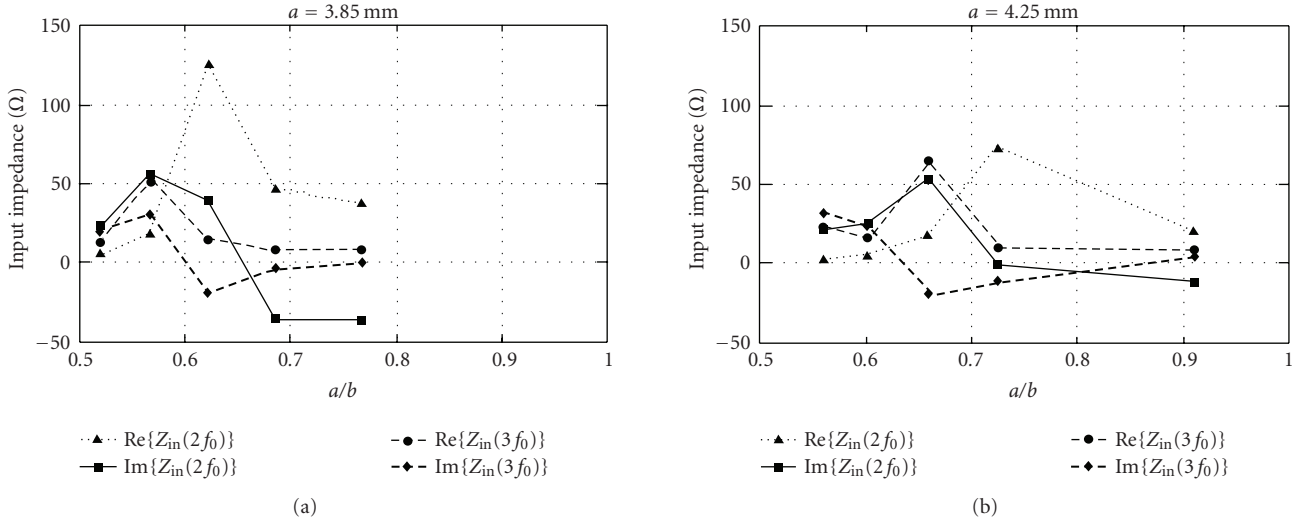 a = 3.85 mm
150
100
50
0
−50
Input impedance (Ω)
0.5 0.6 0.7 0.8 0.9 1
a/b
Re{Zin(2f0)} Re{Zin(3f0)}
Im{Zin(2f0)} Im{Zin(3f0)}
(a)
a = 4.25 mm
150
100
50
0
−50
Input impedance (Ω)
0.5 0.6 0.7 0.8 0.9 1
a/b
Re{Zin(2f0)} Re{Zin(3f0)}
Im{Zin(2f0)} Im{Zin(3f0)}
(b)